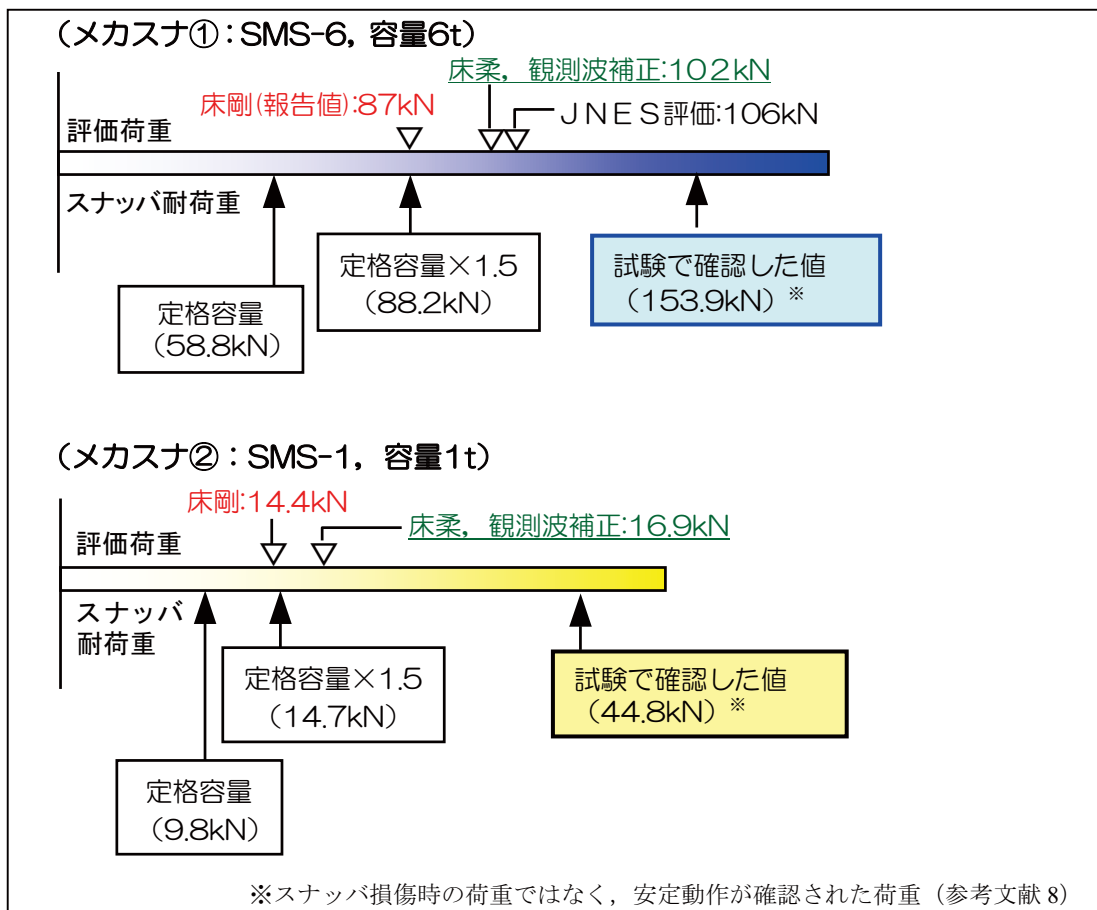 (メカスナ①:SMS-6, 容量6t)
床柔, 観測波補正:102kN
床剛(報告値):87kN
JNES評価:106kN
評価荷重
スナッバ耐荷重
定格容量×1.5
(88.2kN)
試験で確認した値
(153.9kN)※
定格容量
(58.8kN)
(メカスナ②:SMS-1, 容量1t)
床剛:14.4kN
床柔, 観測波補正:16.9kN
評価荷重
スナッバ
耐荷重
定格容量×1.5
(14.7kN)
試験で確認した値
(44.8kN)※
定格容量
(9.8kN)
※スナッバ損傷時の荷重ではなく,安定動作が確認された荷重(参考文献 8)